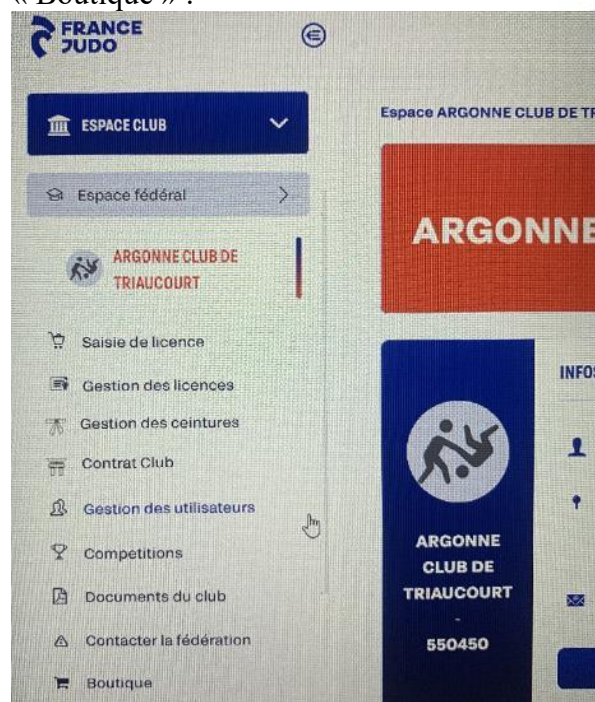 « Boutique » :
FRANCE
JUDO
ESPACE CLUB
Espace fédéral
ARGONNE CLUB DE
TRIAUCOURT
Saisie de licence
Gestion des licences
Gestion des ceintures
Contrat Club
Gestion des utilisateurs
Competitions
Documents du club
Contacter la fédération
Boutique
Espace ARGONNE CLUB DE TR
ARGONNE
INFOS
ARGONNE
CLUB DE
TRIAUCOURT
-
550450